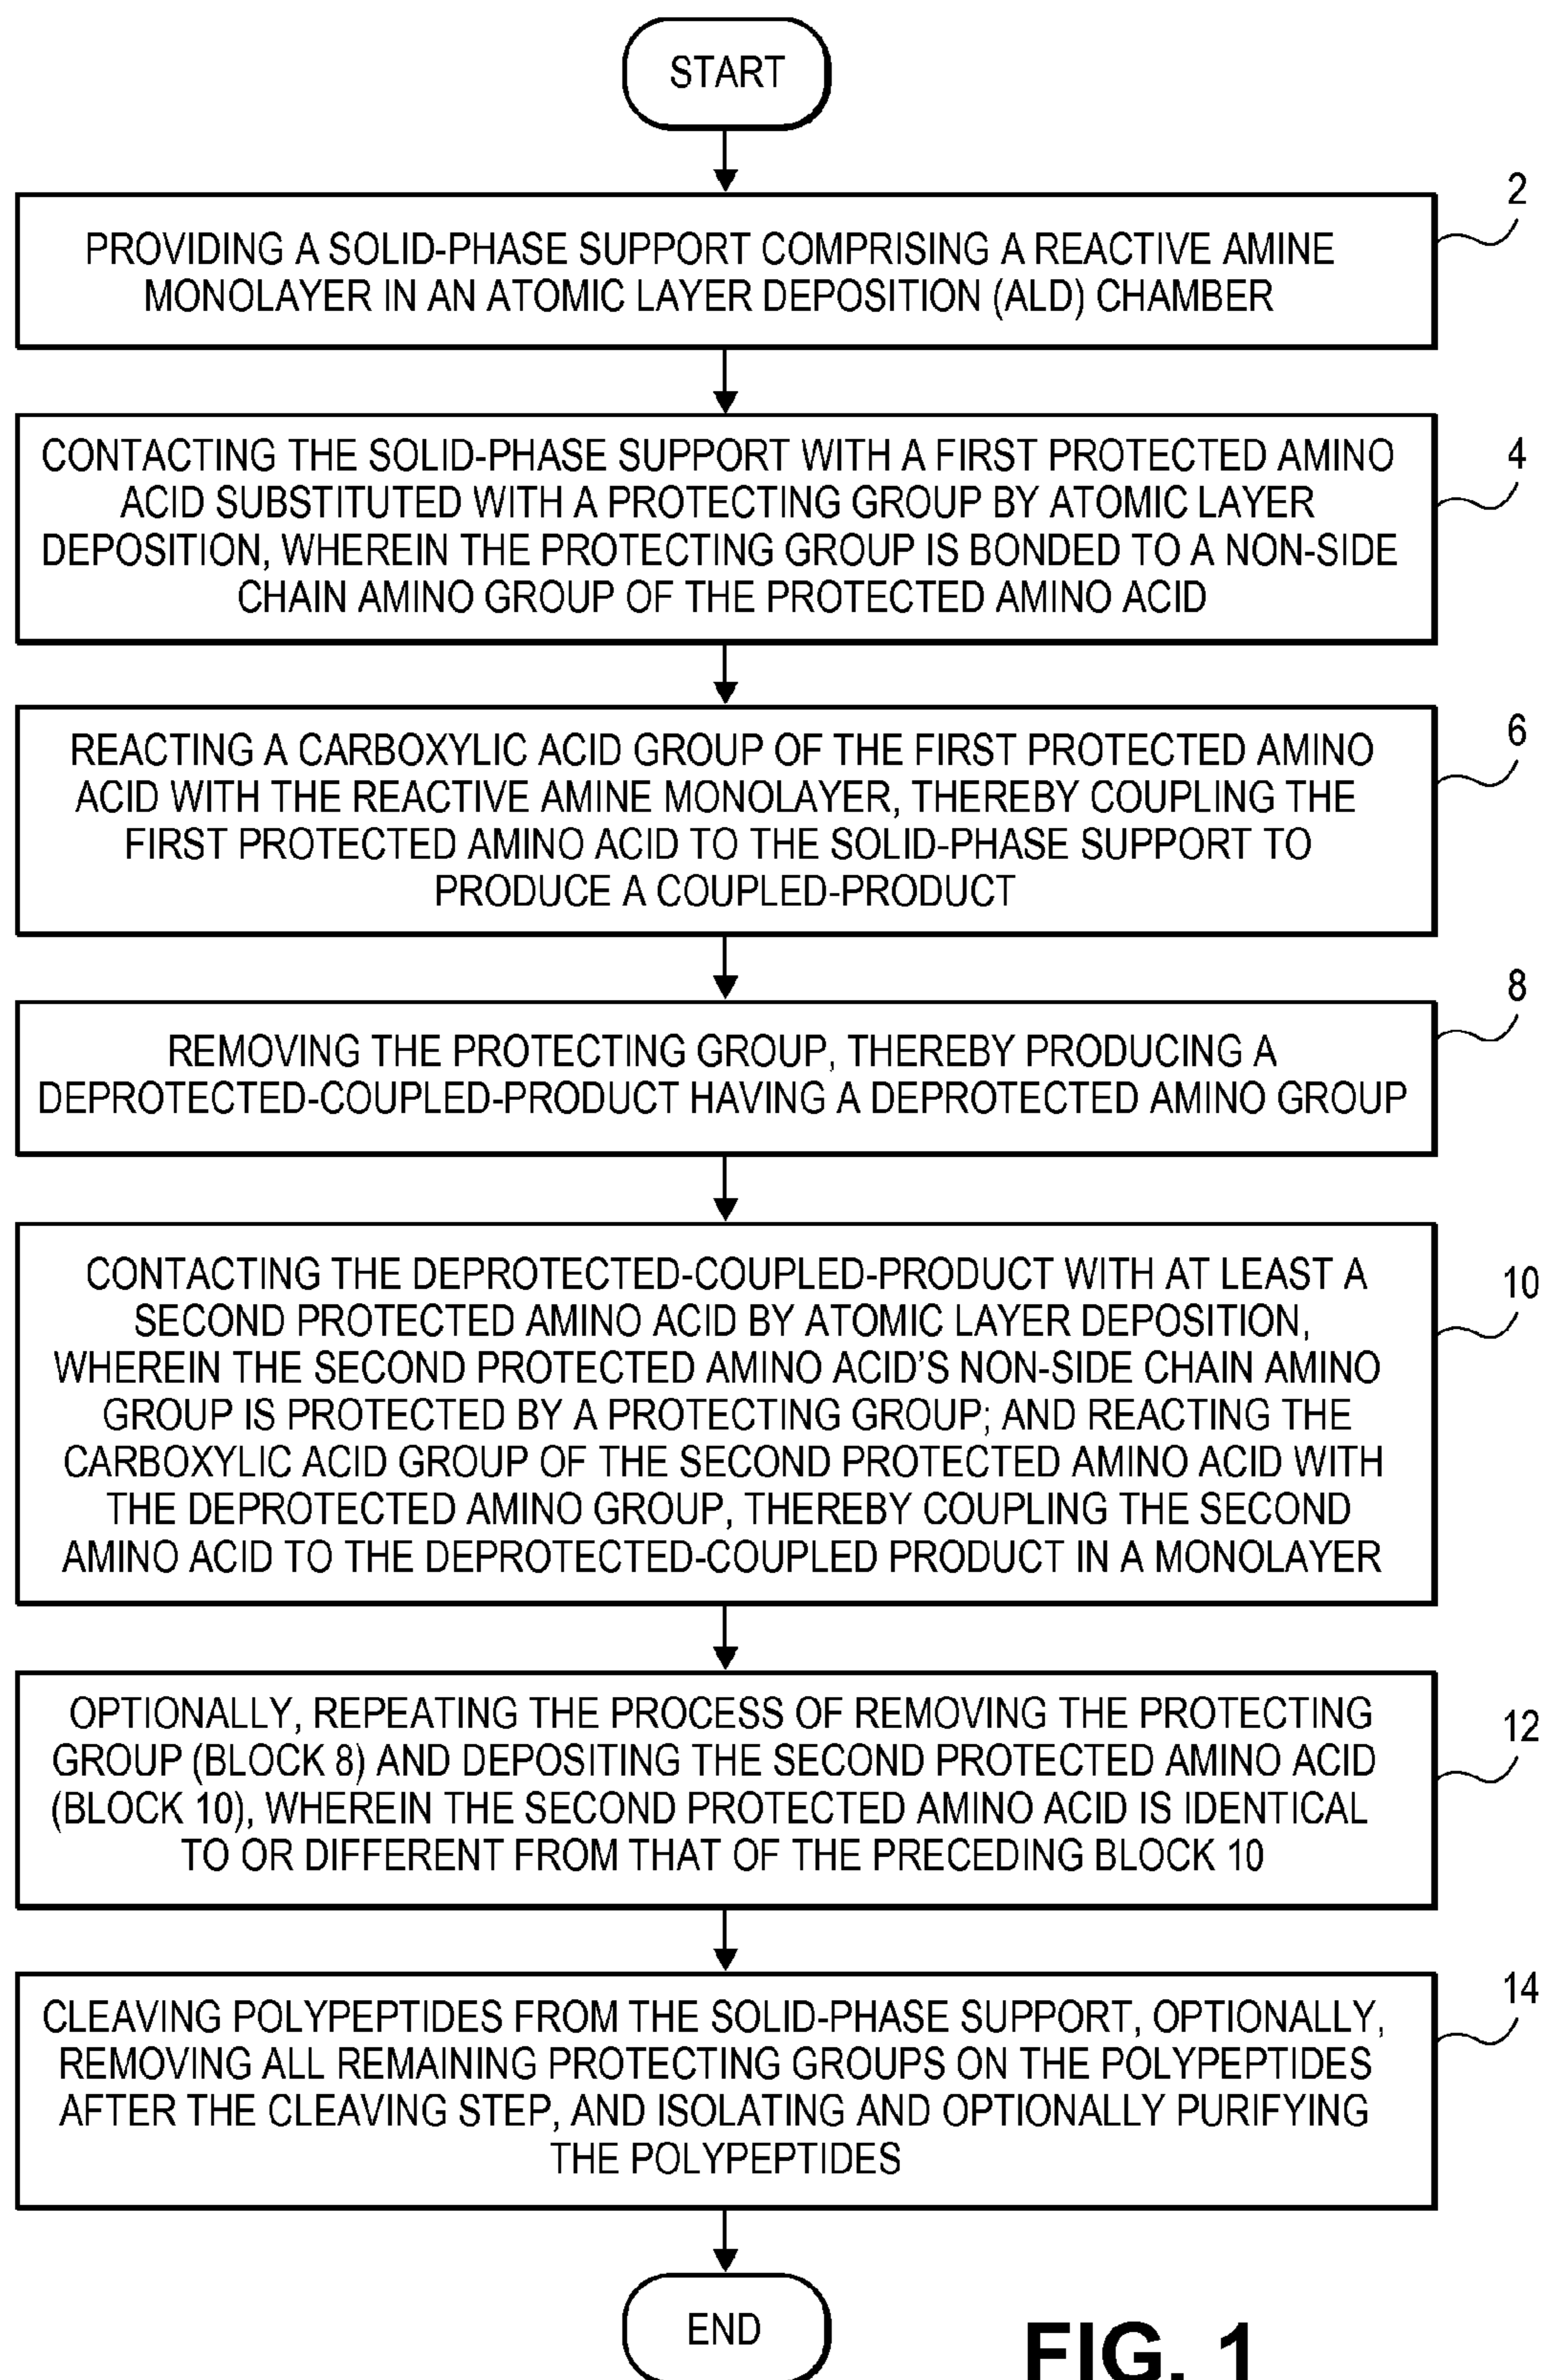 START
2
PROVIDING A SOLID-PHASE SUPPORT COMPRISING A REACTIVE AMINE
MONOLAYER IN AN ATOMIC LAYER DEPOSITION (ALD) CHAMBER
4
CONTACTING THE SOLID-PHASE SUPPORT WITH A FIRST PROTECTED AMINO
ACID SUBSTITUTED WITH A PROTECTING GROUP BY ATOMIC LAYER
DEPOSITION, WHEREIN THE PROTECTING GROUP IS BONDED TO A NON-SIDE
CHAIN AMINO GROUP OF THE PROTECTED AMINO ACID
6
REACTING A CARBOXYLIC ACID GROUP OF THE FIRST PROTECTED AMINO
ACID WITH THE REACTIVE AMINE MONOLAYER, THEREBY COUPLING THE
FIRST PROTECTED AMINO ACID TO THE SOLID-PHASE SUPPORT TO
PRODUCE A COUPLED-PRODUCT
8
REMOVING THE PROTECTING GROUP, THEREBY PRODUCING A
DEPROTECTED-COUPLED-PRODUCT HAVING A DEPROTECTED AMINO GROUP
10
CONTACTING THE DEPROTECTED-COUPLED-PRODUCT WITH AT LEAST A
SECOND PROTECTED AMINO ACID BY ATOMIC LAYER DEPOSITION,
WHEREIN THE SECOND PROTECTED AMINO ACID'S NON-SIDE CHAIN AMINO
GROUP IS PROTECTED BY A PROTECTING GROUP; AND REACTING THE
CARBOXYLIC ACID GROUP OF THE SECOND PROTECTED AMINO ACID WITH
THE DEPROTECTED AMINO GROUP, THEREBY COUPLING THE SECOND
AMINO ACID TO THE DEPROTECTED-COUPLED PRODUCT IN A MONOLAYER
12
OPTIONALLY, REPEATING THE PROCESS OF REMOVING THE PROTECTING
GROUP (BLOCK 8) AND DEPOSITING THE SECOND PROTECTED AMINO ACID
(BLOCK 10), WHEREIN THE SECOND PROTECTED AMINO ACID IS IDENTICAL
TO OR DIFFERENT FROM THAT OF THE PRECEDING BLOCK 10
14
CLEAVING POLYPEPTIDES FROM THE SOLID-PHASE SUPPORT, OPTIONALLY,
REMOVING ALL REMAINING PROTECTING GROUPS ON THE POLYPEPTIDES
AFTER THE CLEAVING STEP, AND ISOLATING AND OPTIONALLY PURIFYING
THE POLYPEPTIDES
END
FIG. 1